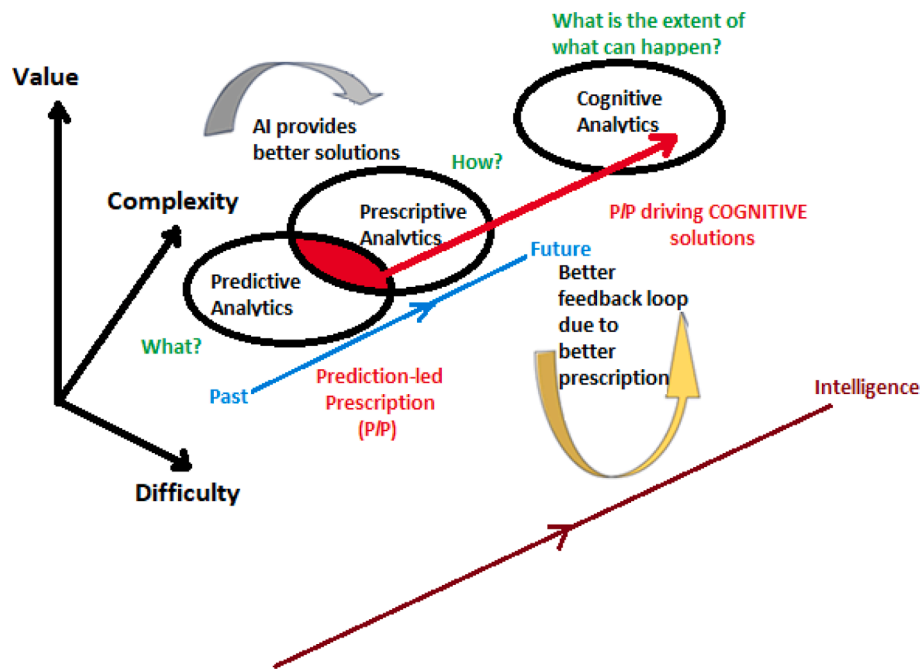 What is the extent of
what can happen?
Value
Cognitive
Analytics
AI provides
better solutions
How?
Complexity
Prescriptive
Analytics
P/P driving COGNITIVE
solutions
Predictive
Analytics
Future
Better
feedback loop
due to
better
prescription
What?
Past
Prediction-led
Prescription
(P/P)
Intelligence
Difficulty